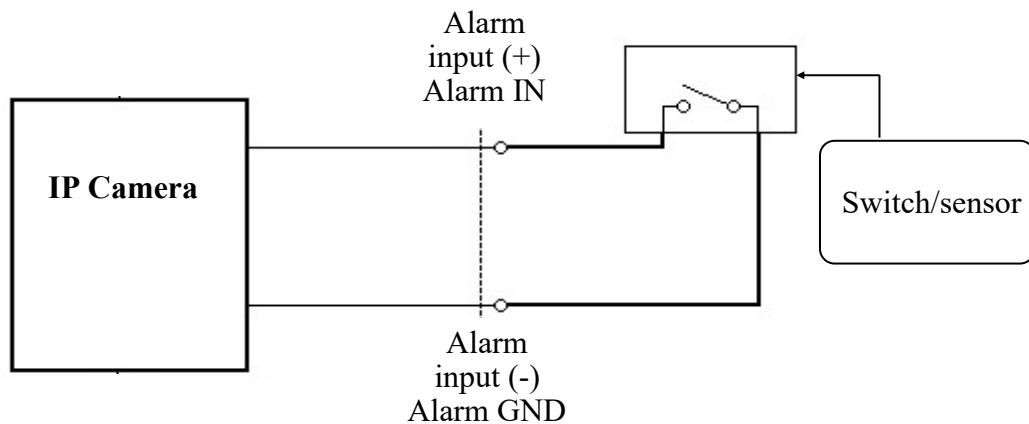 Alarm
input (+)
Alarm IN
IP Camera
Switch/sensor
Alarm
input (-)
Alarm GND